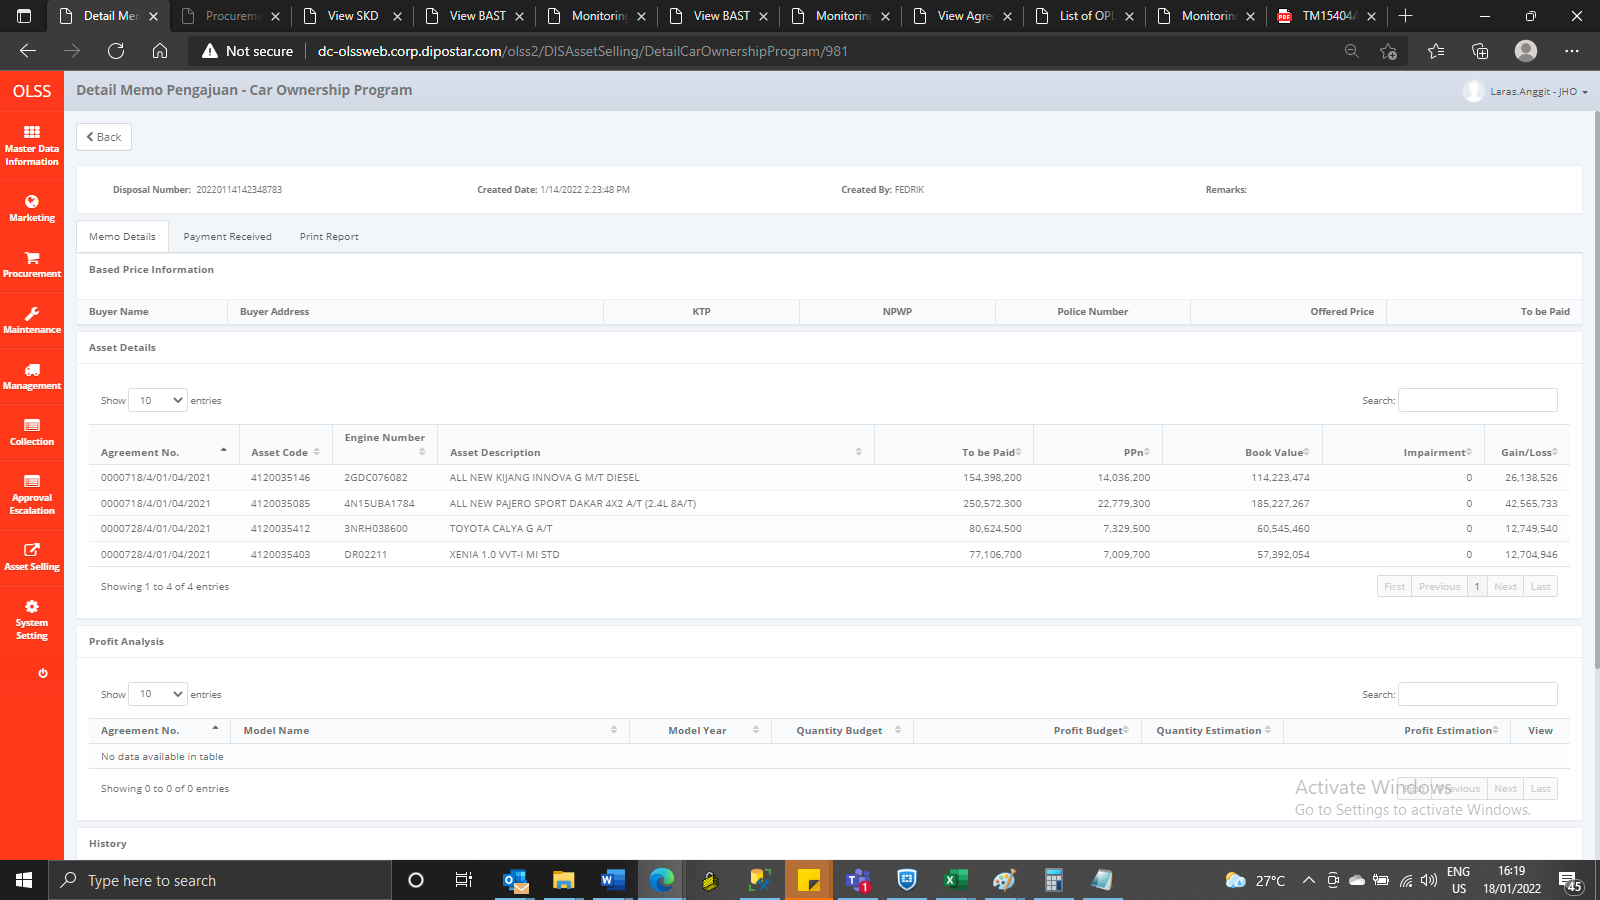 Detail Mem
Procureme
View SKD
View BAST
Monitoring
View BAST
Monitoring
View Agre
List of OPL
Monitoring
TM15404A
Not secure
dc-olssweb.corp.dipostar.com/olss2/DISAssetSelling/DetailCarOwnershipProgram/981
OLSS
Detail Memo Pengajuan - Car Ownership Program
Laras.Anggit - JHO
Master Data
Information
Marketing
Procurement
Maintenance
Management
Collection
Approval
Escalation
Asset Selling
System
Setting
Back
Disposal Number: 20220114142348783
Created Date: 1/14/2022 2:23:48 PM
Created By: FEDRIK
Remarks:
Memo Details
Payment Received
Print Report
Based Price Information
Buyer Name Buyer Address KTP NPWP Police Number Offered Price To be Paid
Asset Details
Show 10 entries
Search:
Agreement No. Asset Code Engine Number Asset Description To be Paid PPn Book Value Impairment Gain/Loss
0000718/4/01/04/2021 4120035146 2GDC076082 ALL NEW KIJANG INNOVA G M/T DIESEL 154,398,200 14,036,200 114,223,474 0 26,138,526
0000718/4/01/04/2021 4120035085 4N15UBA1784 ALL NEW PAJERO SPORT DAKAR 4X2 A/T (2.4L 8A/T) 250,572,300 22,779,300 185,227,267 0 42,565,733
0000728/4/01/04/2021 4120035412 3NRH038600 TOYOTA CALYA G A/T 80,624,500 7,329,500 60,545,460 0 12,749,540
0000728/4/01/04/2021 4120035403 DR02211 XENIA 1.0 VVT-I MI STD 77,106,700 7,009,700 57,392,054 0 12,704,946
Showing 1 to 4 of 4 entries
First Previous 1 Next Last
Profit Analysis
Show 10 entries
Search:
Agreement No. Model Name Model Year Quantity Budget Profit Budget Quantity Estimation Profit Estimation View
No data available in table
Showing 0 to 0 of 0 entries
First Previous Next Last
Activate Windows
Go to Settings to activate Windows.
History
Type here to search
1
27°C
ENG
US
16:19
18/01/2022
45